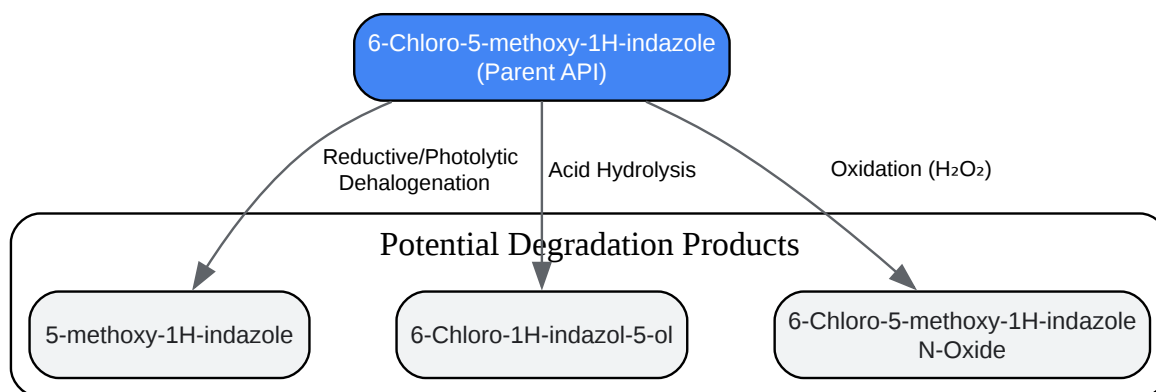 6-Chloro-5-methoxy-1H-indazole
(Parent API)
Reductive/Photolytic
Dehalogenation
Acid Hydrolysis
Oxidation (H₂O₂)
Potential Degradation Products
5-methoxy-1H-indazole
6-Chloro-1H-indazol-5-ol
6-Chloro-5-methoxy-1H-indazole
N-Oxide